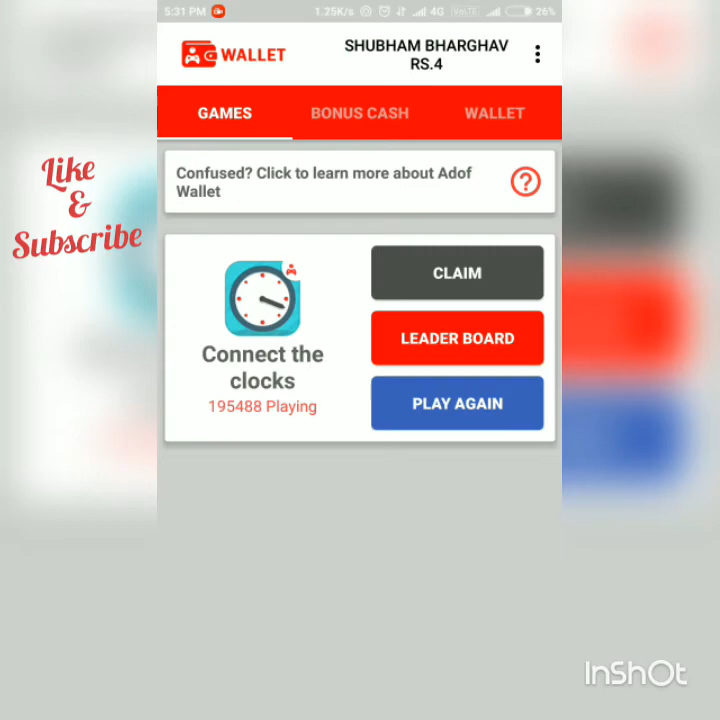 5:31 PM
1.25K/s
4G
VoLTE
26%
WALLET
SHUBHAM BHARGHAV
RS.4
GAMES
BONUS CASH
WALLET
Like
&
Subscribe
Confused? Click to learn more about Adof
Wallet
?
Connect the
clocks
195488 Playing
CLAIM
LEADER BOARD
PLAY AGAIN
InShOt